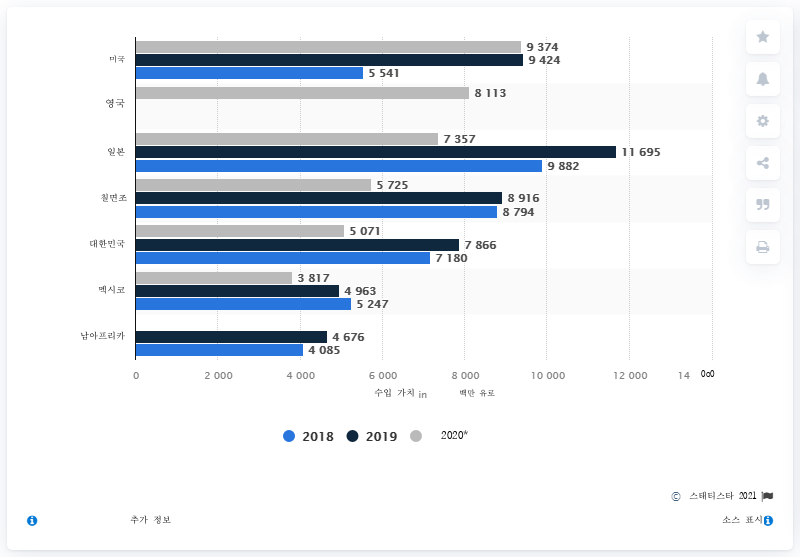 미국
9 374
9 424
5 541
영국
8 113
일본
7 357
11 695
9 882
칠면조
5 725
8 916
8 794
대한민국
5 071
7 866
7 180
멕시코
3 817
4 963
5 247
남아프리카
4 676
4 085
0 2 000 4 000 6 000 8 000 10 000 12 000 14 000
수입 가치 in 백만 유로
2018 2019 2020*
© 스태티스타 2021
추가 정보 소스 표시